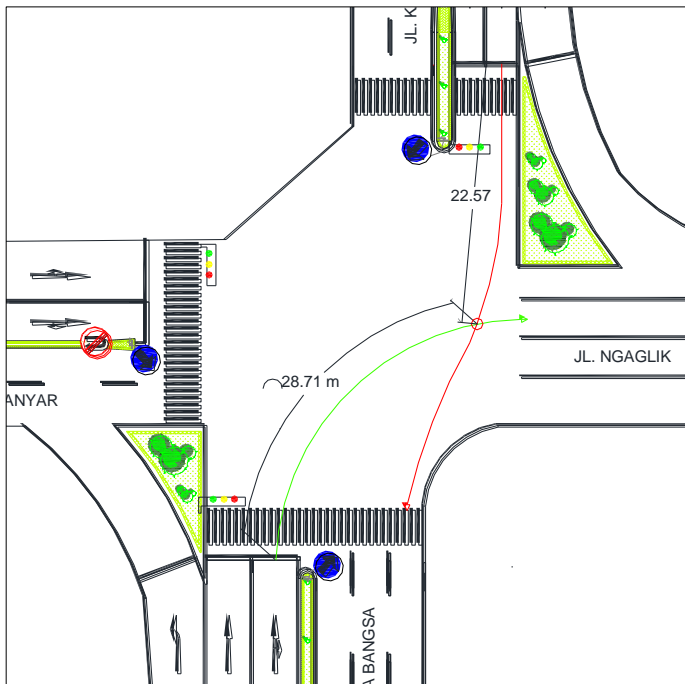 JL. K
22.57
JL. NGAGLIK
28.71 m
ANYAR
A BANGSA